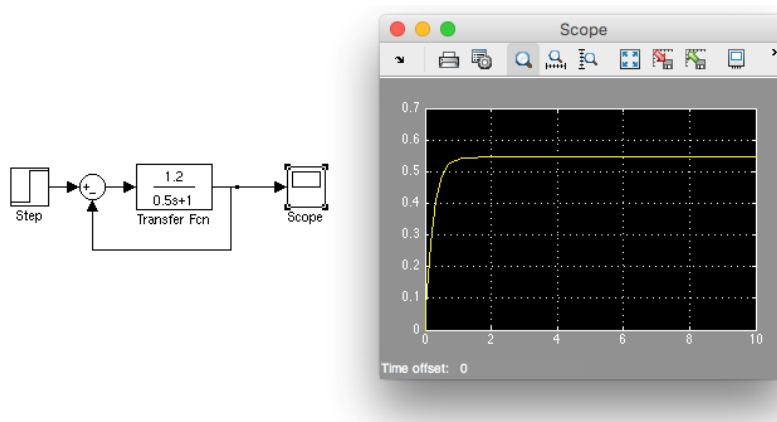 Scope
0.7
0.6
0.5
0.4
0.3
0.2
0.1
0
0 2 4 6 8 10
Time offset: 0
+
-
1.2
0.5s+1
Step
Transfer Fcn
Scope